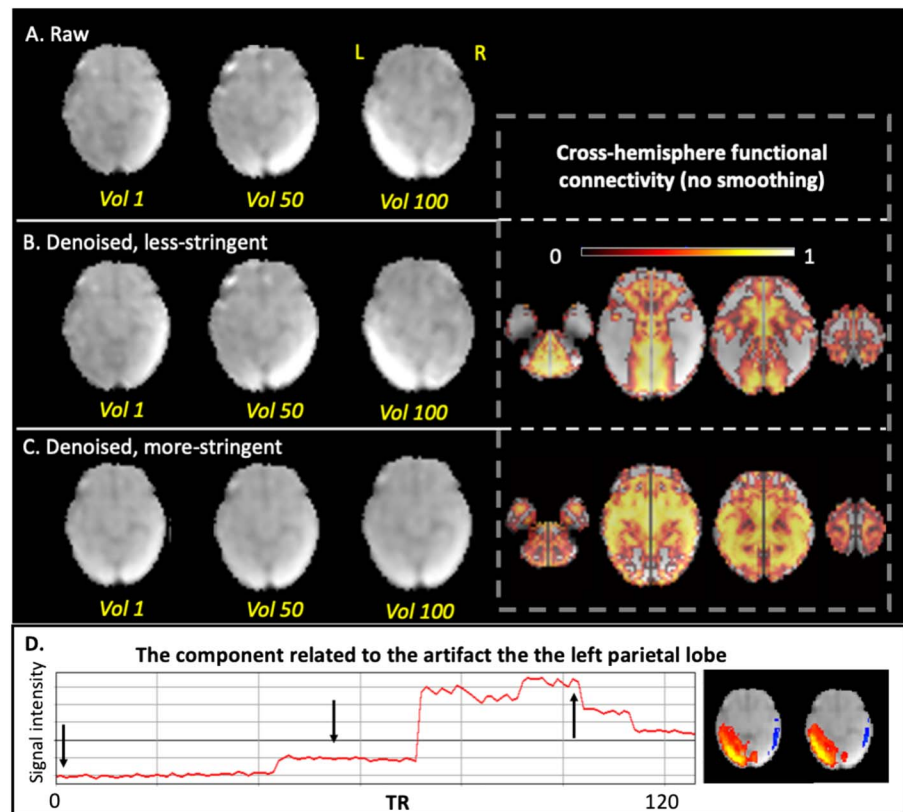 A. Raw
L
R
Vol 1
Vol 50
Vol 100
Cross-hemisphere functional
connectivity (no smoothing)
B. Denoised, less-stringent
0
1
Vol 1
Vol 50
Vol 100
C. Denoised, more-stringent
Vol 1
Vol 50
Vol 100
D.
The component related to the artifact the the left parietal lobe
Signal intensity
0
TR
120